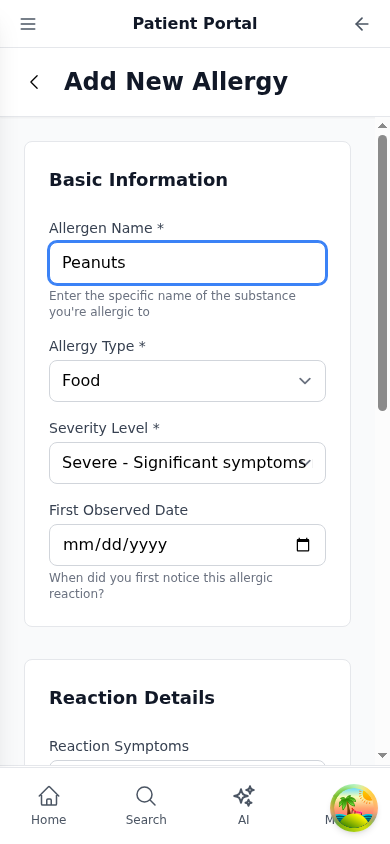 Patient Portal
Add New Allergy
Basic Information
Allergen Name *
Peanuts
Enter the specific name of the substance
you're allergic to
Allergy Type *
Food
Severity Level *
Severe - Significant symptoms
First Observed Date
mm/dd/yyyy
When did you first notice this allergic
reaction?
Reaction Details
Reaction Symptoms
Home
Search
AI